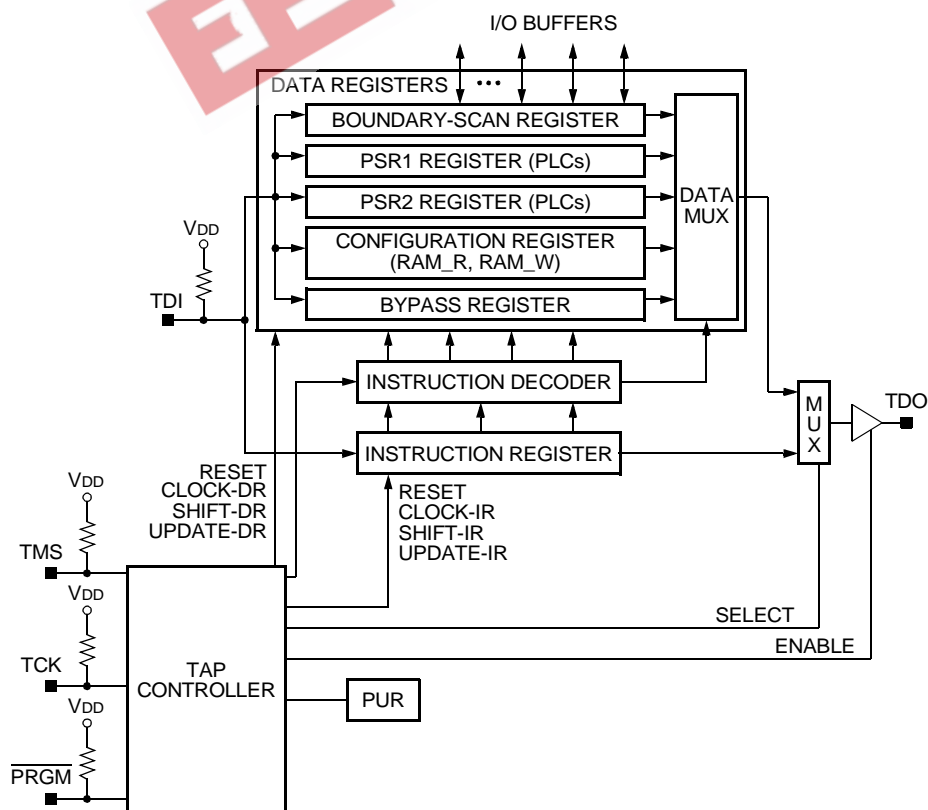 I/O BUFFERS
DATA REGISTERS
BOUNDARY-SCAN REGISTER
PSR1 REGISTER (PLCs)
PSR2 REGISTER (PLCs)
CONFIGURATION REGISTER
(RAM_R, RAM_W)
BYPASS REGISTER
DATA
MUX
VDD
TDI
INSTRUCTION DECODER
INSTRUCTION REGISTER
M
U
X
TDO
RESET
CLOCK-DR
SHIFT-DR
UPDATE-DR
RESET
CLOCK-IR
SHIFT-IR
UPDATE-IR
VDD
TMS
VDD
TCK
VDD
PRGM
TAP
CONTROLLER
SELECT
ENABLE
PUR